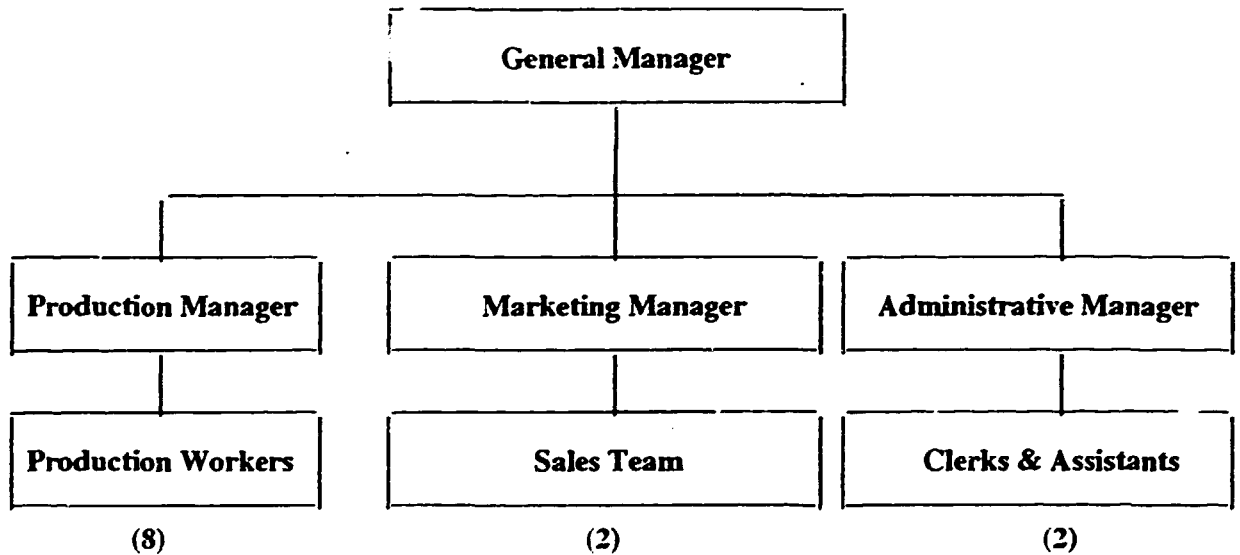 General Manager
Production Manager
Marketing Manager
Administrative Manager
Production Workers
Sales Team
Clerks & Assistants
(8)
(2)
(2)